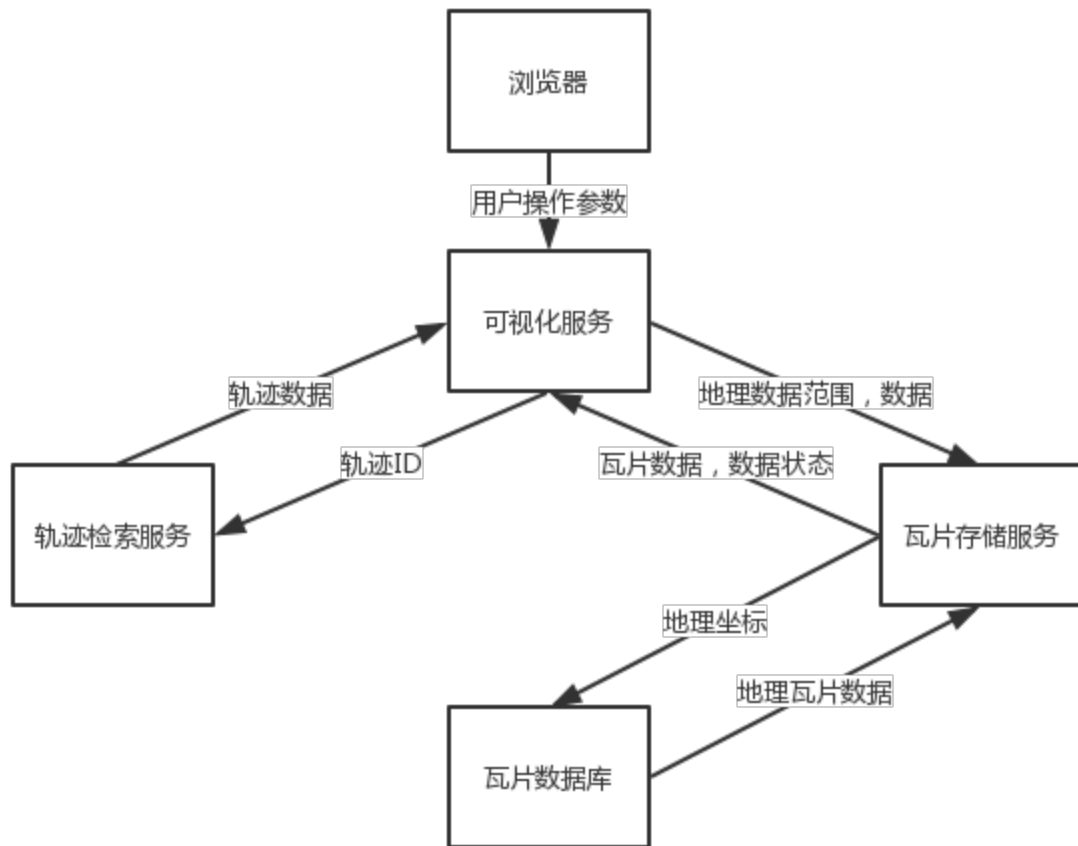 浏览器
用户操作参数
可视化服务
轨迹数据
地理数据范围，数据
轨迹ID
瓦片数据，数据状态
轨迹检索服务
瓦片存储服务
地理坐标
地理瓦片数据
瓦片数据库